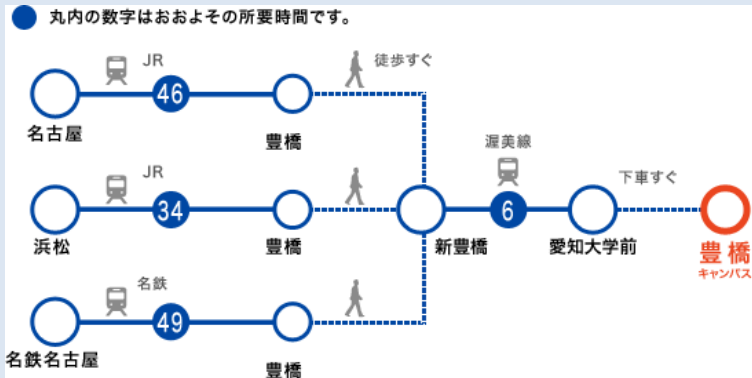 丸内の数字はおおよその所要時間です。
JR
徒歩すぐ
46
名古屋
豊橋
渥美線
JR
下車すぐ
34
6
浜松
豊橋
新豊橋
愛知大学前
豊橋
キャンパス
名鉄
49
名鉄名古屋
豊橋